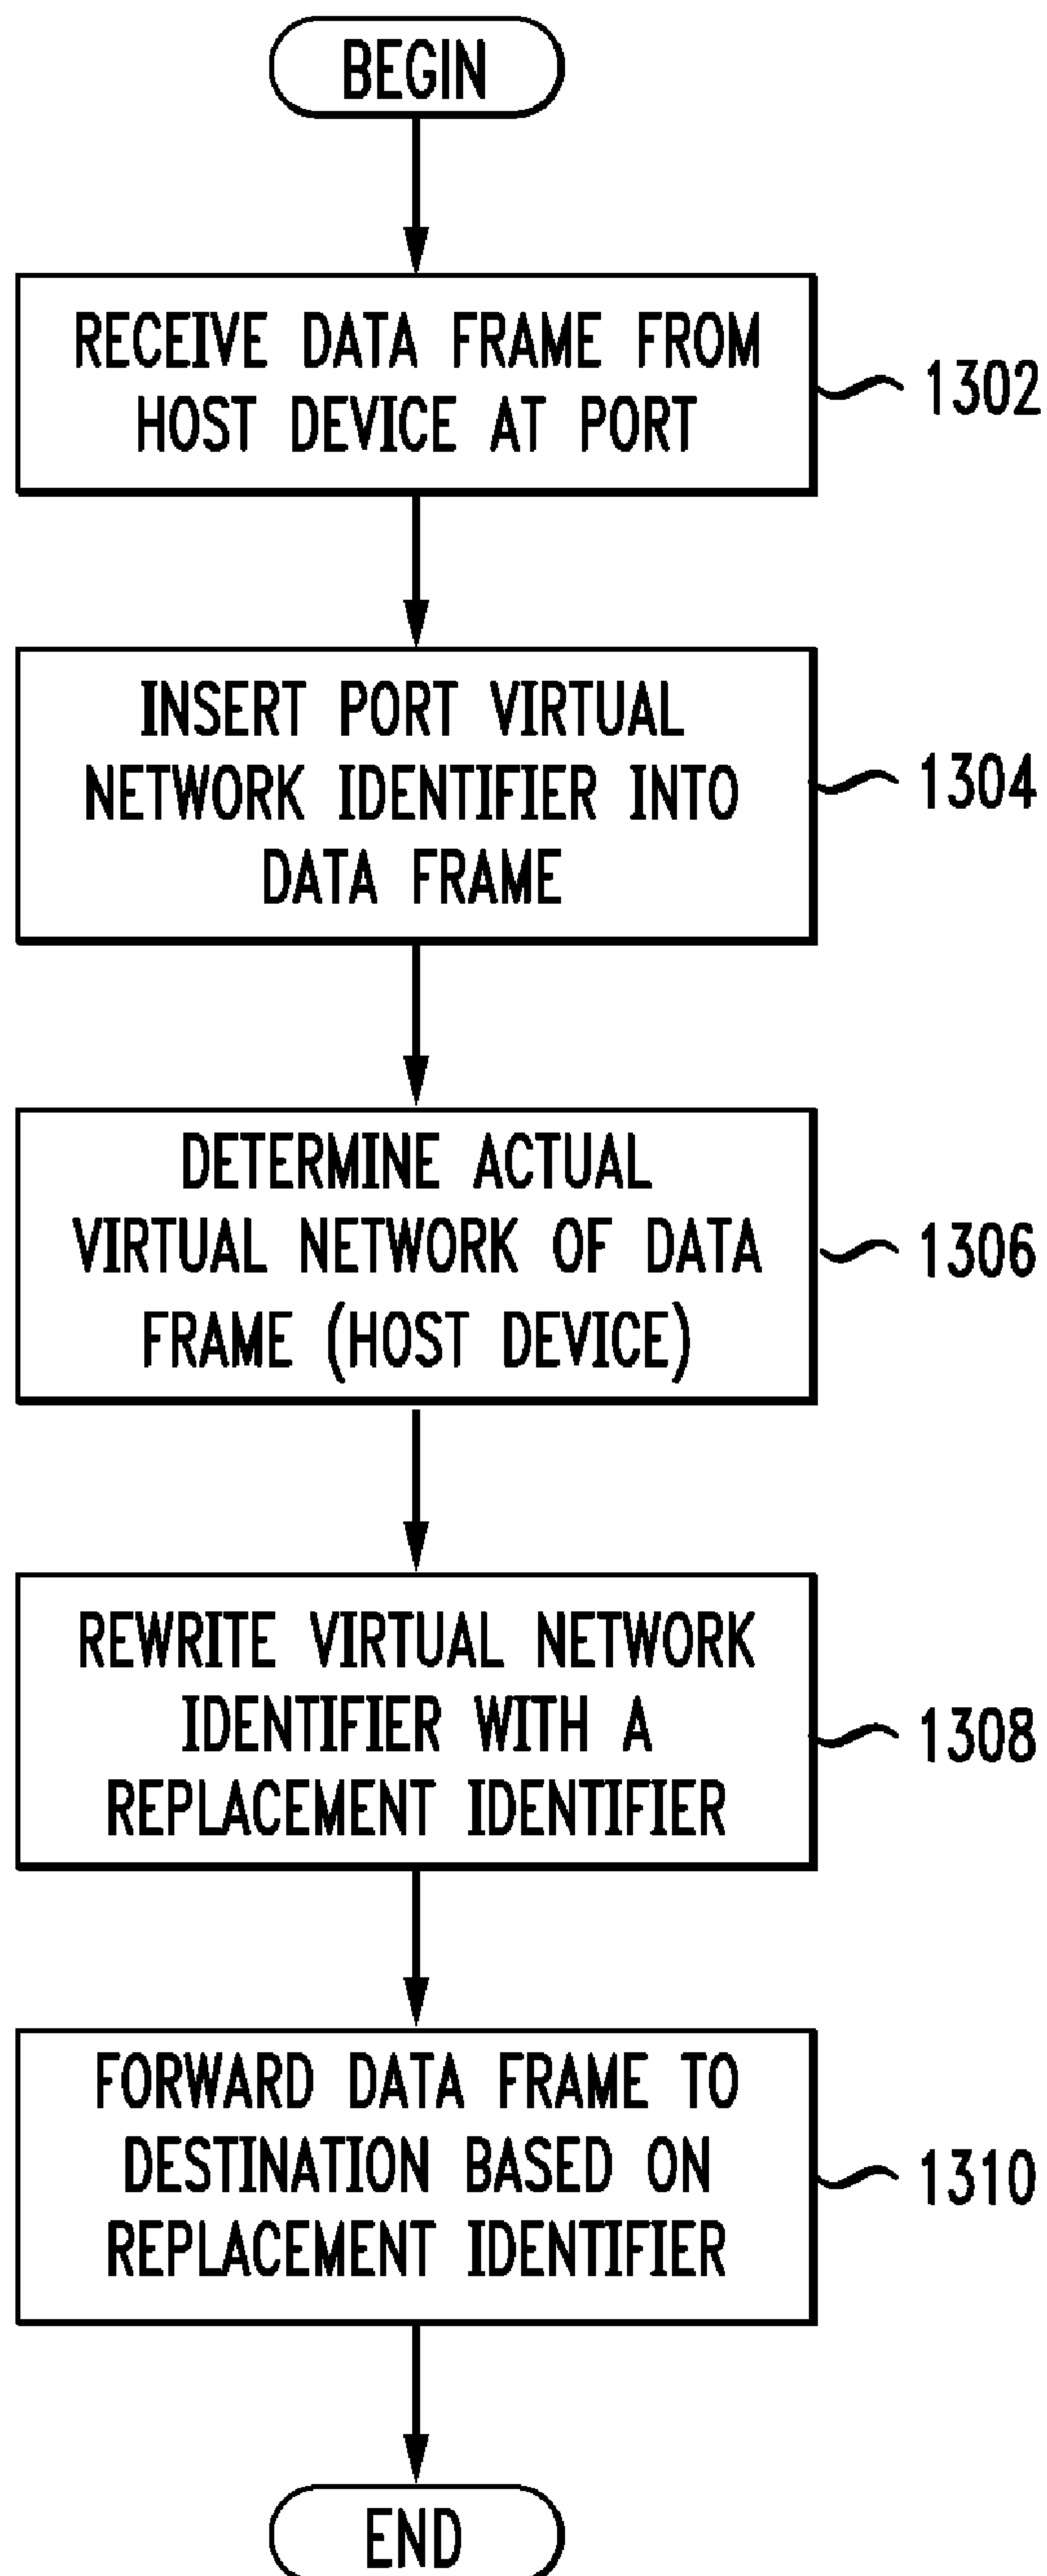 BEGIN
RECEIVE DATA FRAME FROM
HOST DEVICE AT PORT
1302
INSERT PORT VIRTUAL
NETWORK IDENTIFIER INTO
DATA FRAME
1304
DETERMINE ACTUAL
VIRTUAL NETWORK OF DATA
FRAME (HOST DEVICE)
1306
REWRITE VIRTUAL NETWORK
IDENTIFIER WITH A
REPLACEMENT IDENTIFIER
1308
FORWARD DATA FRAME TO
DESTINATION BASED ON
REPLACEMENT IDENTIFIER
1310
END